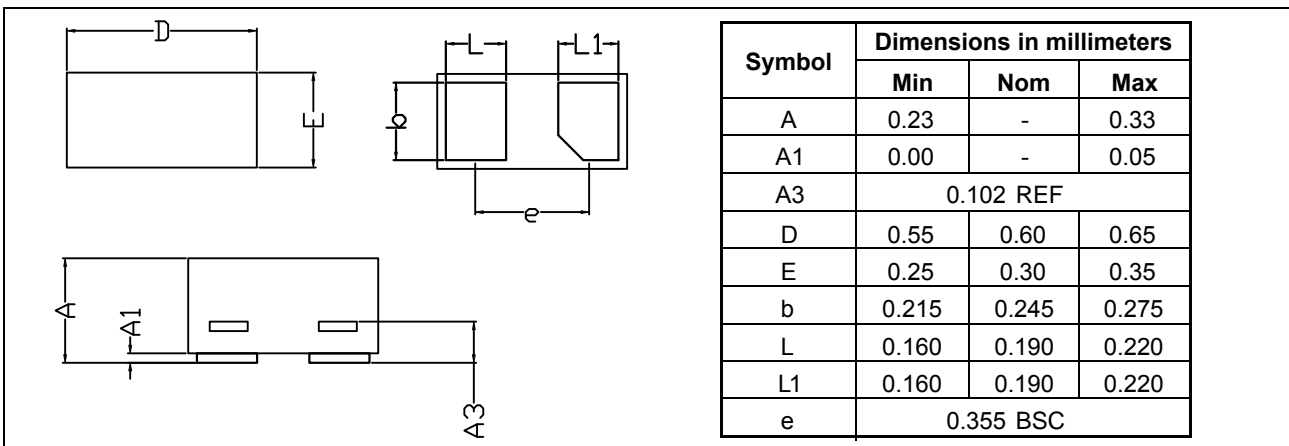 D
E
L
L1
b
e
A
A1
A3
Symbol Dimensions in millimeters
Min Nom Max
A 0.23 - 0.33
A1 0.00 - 0.05
A3 0.102 REF
D 0.55 0.60 0.65
E 0.25 0.30 0.35
b 0.215 0.245 0.275
L 0.160 0.190 0.220
L1 0.160 0.190 0.220
e 0.355 BSC